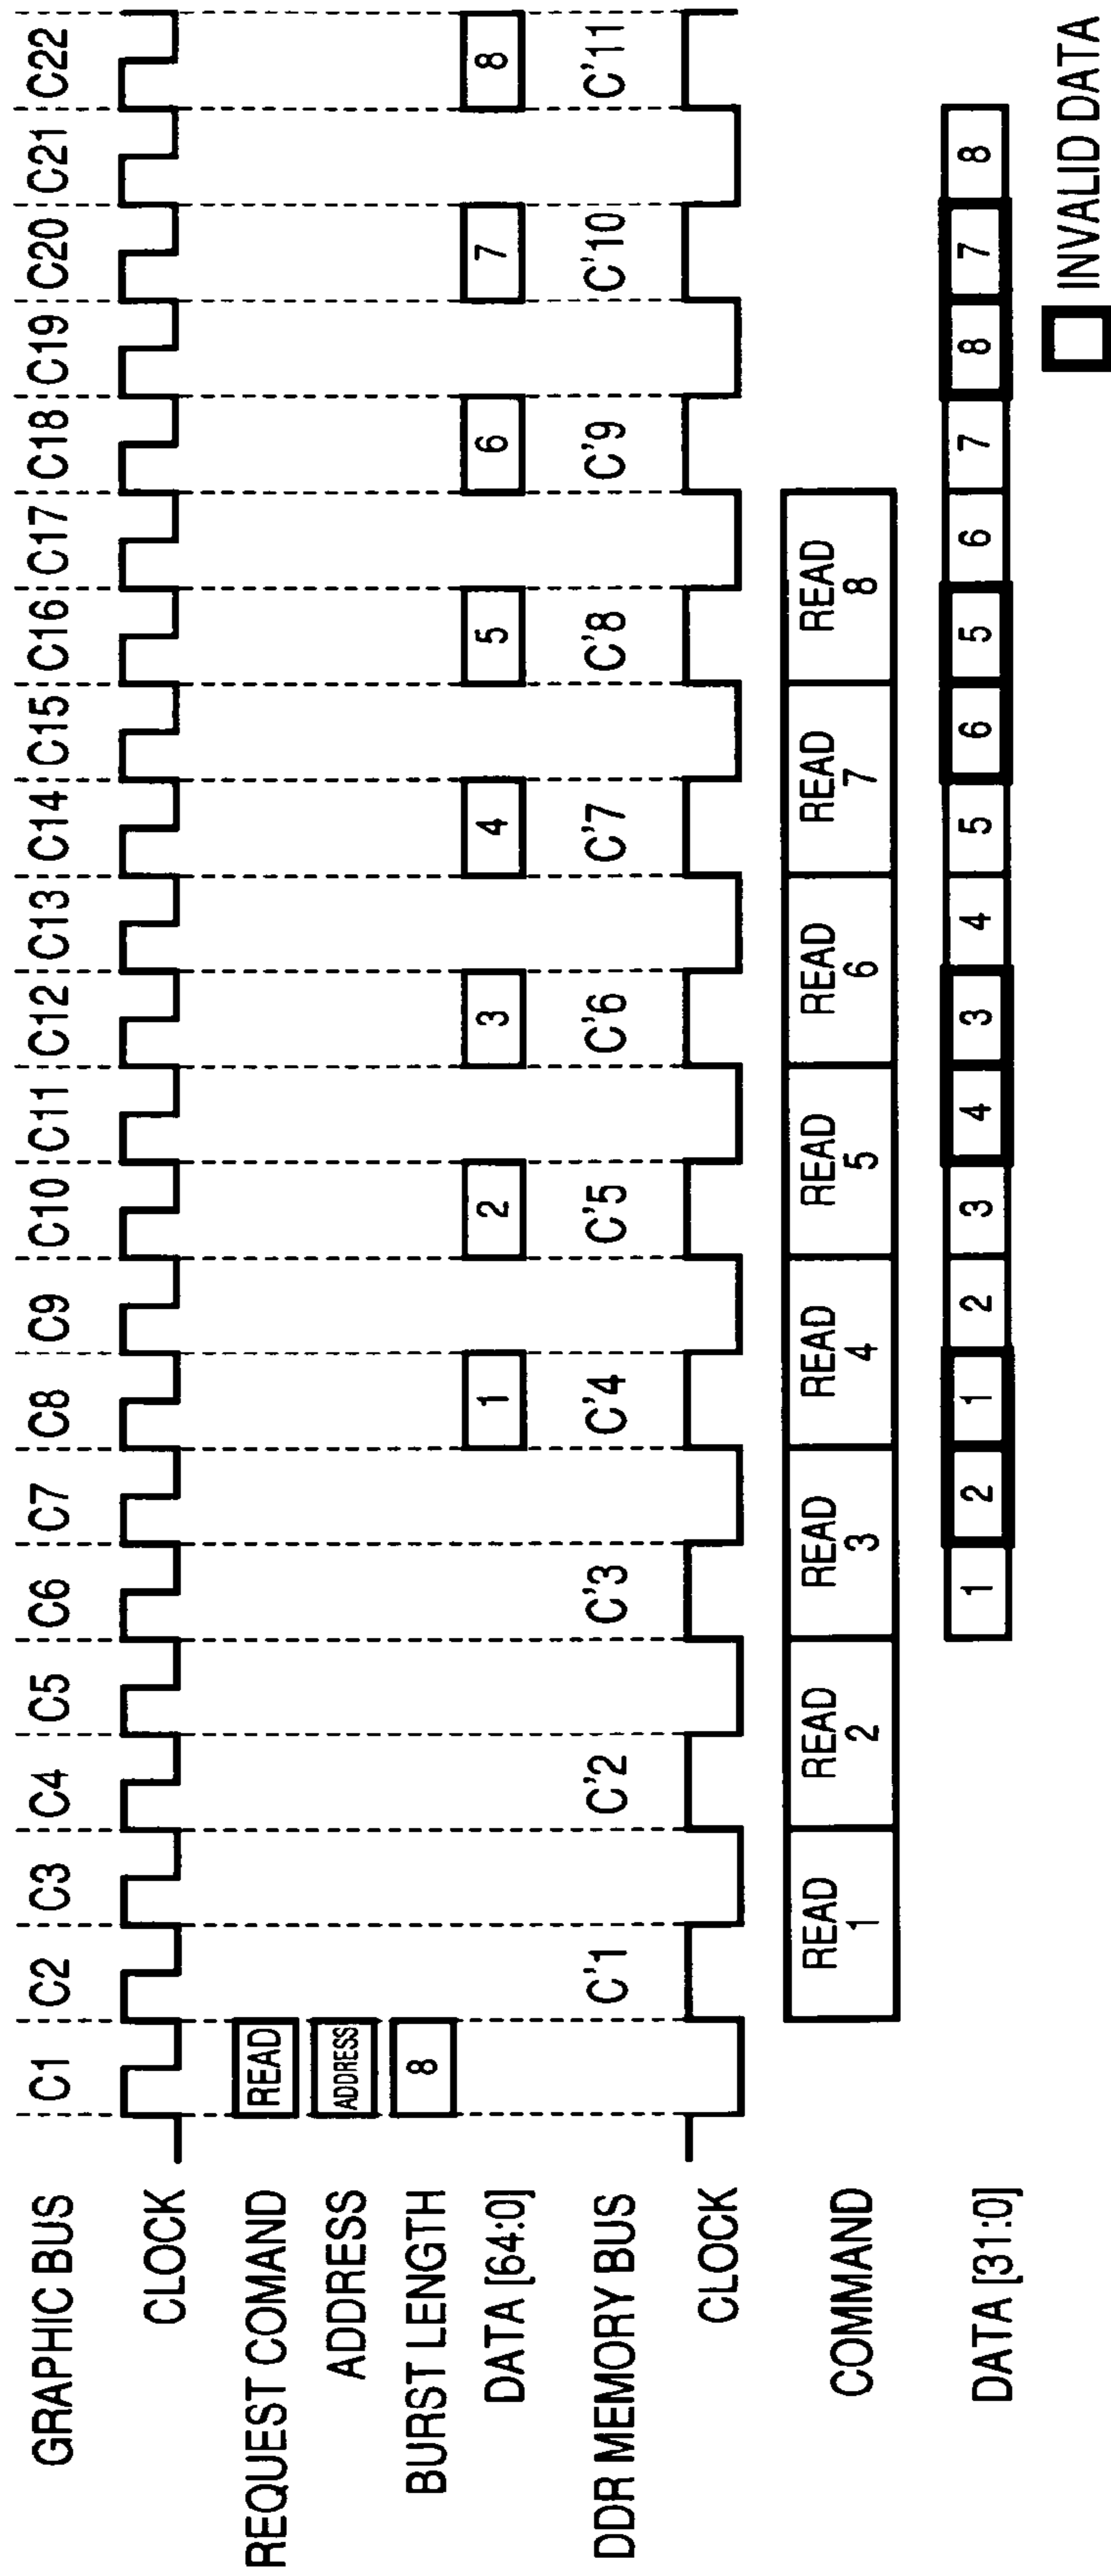 GRAPHIC BUS C1 C2 C3 C4 C5 C6 C7 C8 C9 C10 C11 C12 C13 C14 C15 C16 C17 C18 C19 C20 C21 C22
CLOCK
REQUEST COMAND READ
ADDRESS ADDRESS
BURST LENGTH 8
DATA [64:0] 1 2 3 4 5 6 7 8
DDR MEMORY BUS C'1 C'2 C'3 C'4 C'5 C'6 C'7 C'8 C'9 C'10 C'11
CLOCK
COMMAND READ 1 READ 2 READ 3 READ 4 READ 5 READ 6 READ 7 READ 8
DATA [31:0] 1 2 1 2 3 4 3 4 5 6 5 6 7 8 7 8
INVALID DATA